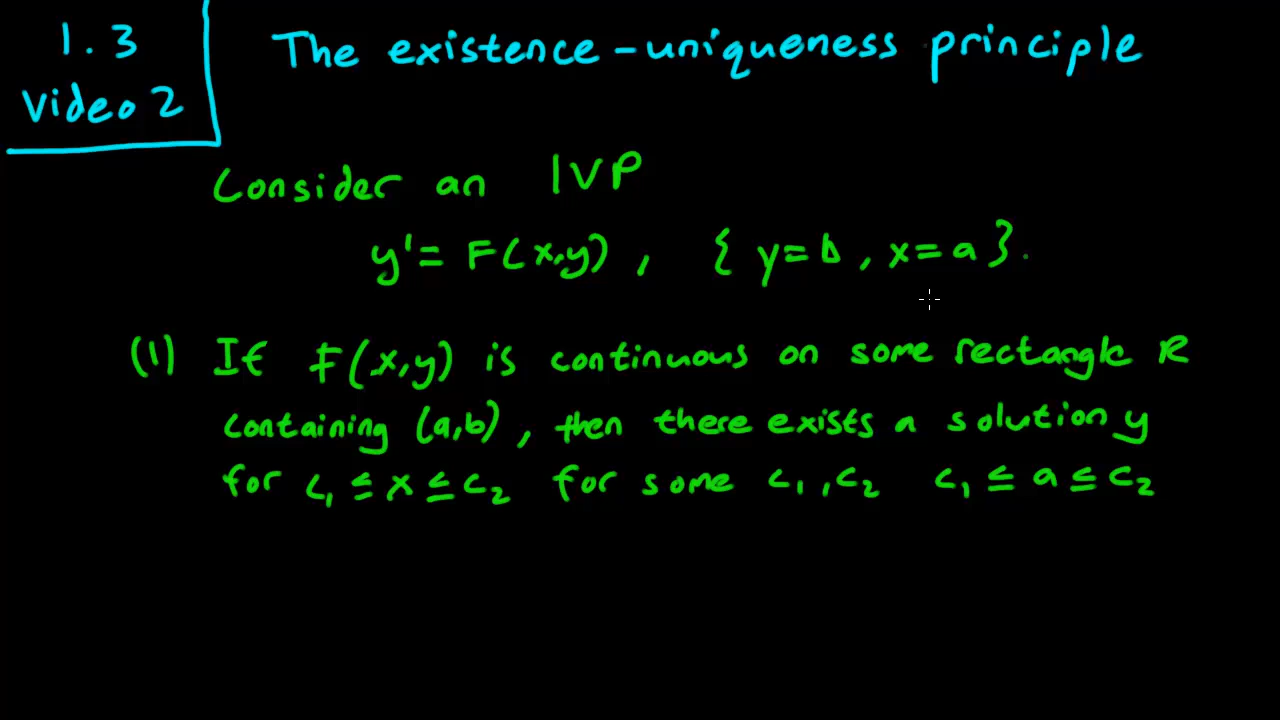 1.3
Video 2
The existence-uniqueness principle
Consider an IVP
y' = F(x,y), { y=b, x=a }.
(1) If F(x,y) is continuous on some rectangle R
containing (a,b), then there exists a solution y
for c₁ ≤ x ≤ c₂ for some c₁, c₂ c₁ ≤ a ≤ c₂